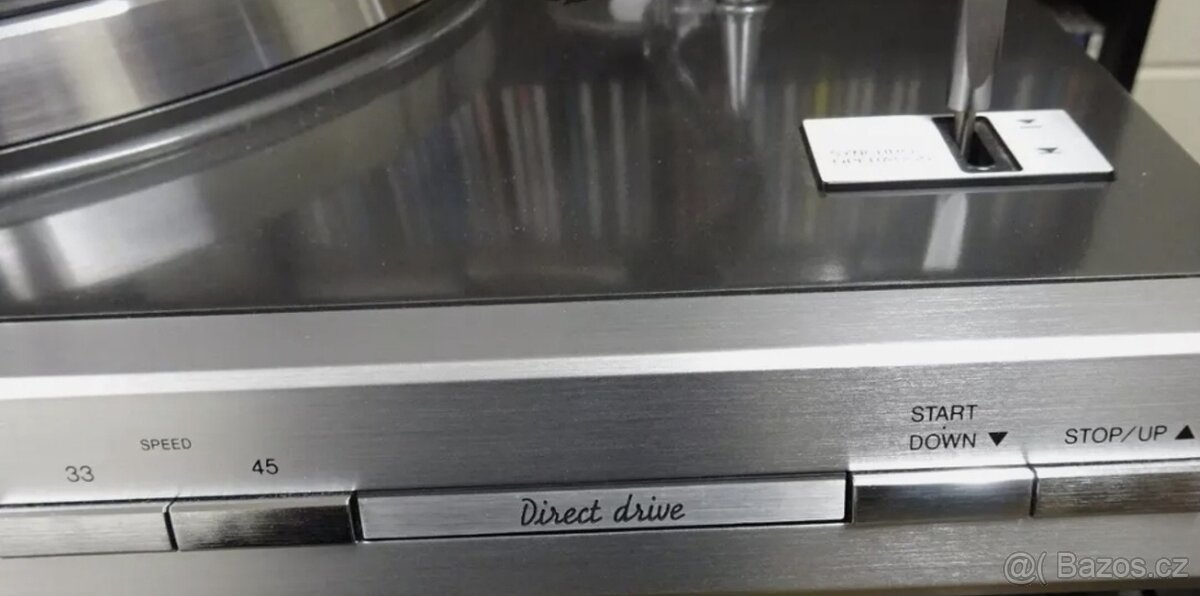 SPEED
33
45
Direct drive
START
DOWN ▼
STOP/UP ▲
@( Bazos.cz